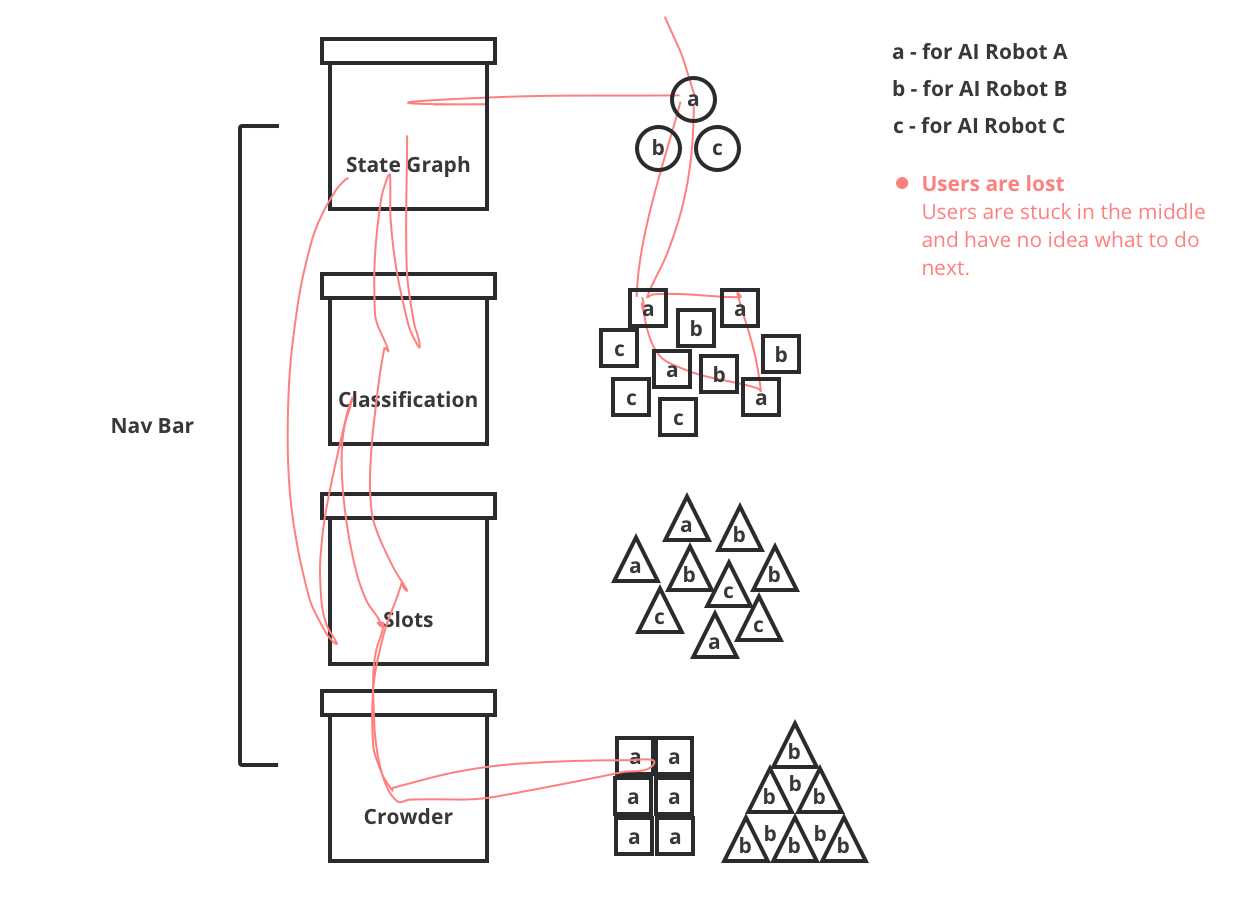 a - for AI Robot A
b - for AI Robot B
c - for AI Robot C
Users are lost
Users are stuck in the middle
and have no idea what to do
next.
Nav Bar
State Graph
a
b
c
Classification
a
a
b
c
b
a
b
c
a
c
Slots
a
b
a
b
b
c
c
c
a
Crowder
a a
a a
a a
b
b b b
b b b b b